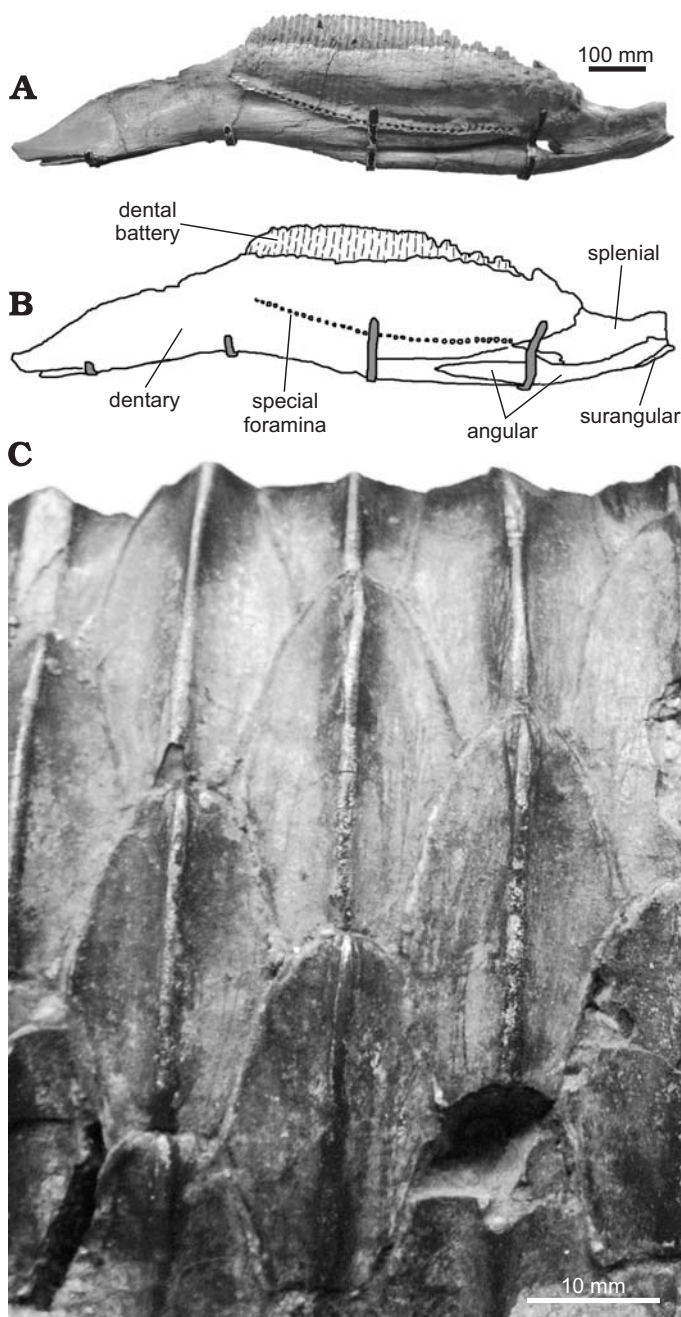 A
100 mm
dental
battery
splenial
B
dentary
special
foramina
angular
surangular
C
10 mm